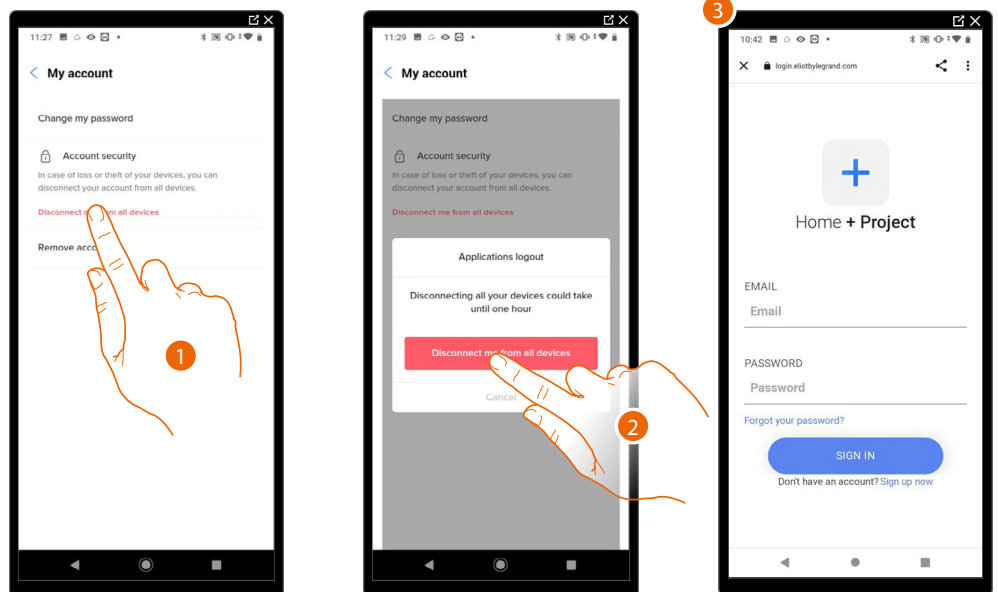 11:27
My account
Change my password
Account security
In case of loss or theft of your devices, you can
disconnect your account from all devices.
Disconnect me from all devices
Remove acco
1
11:29
My account
Change my password
Account security
In case of loss or theft of your devices, you can
disconnect your account from all devices.
Disconnect me from all devices
Applications logout
Disconnecting all your devices could take
until one hour
Disconnect me from all devices
Cancel
2
3
10:42
login.eliotbylegrand.com
Home + Project
EMAIL
Email
PASSWORD
Password
Forgot your password?
SIGN IN
Don't have an account? Sign up now